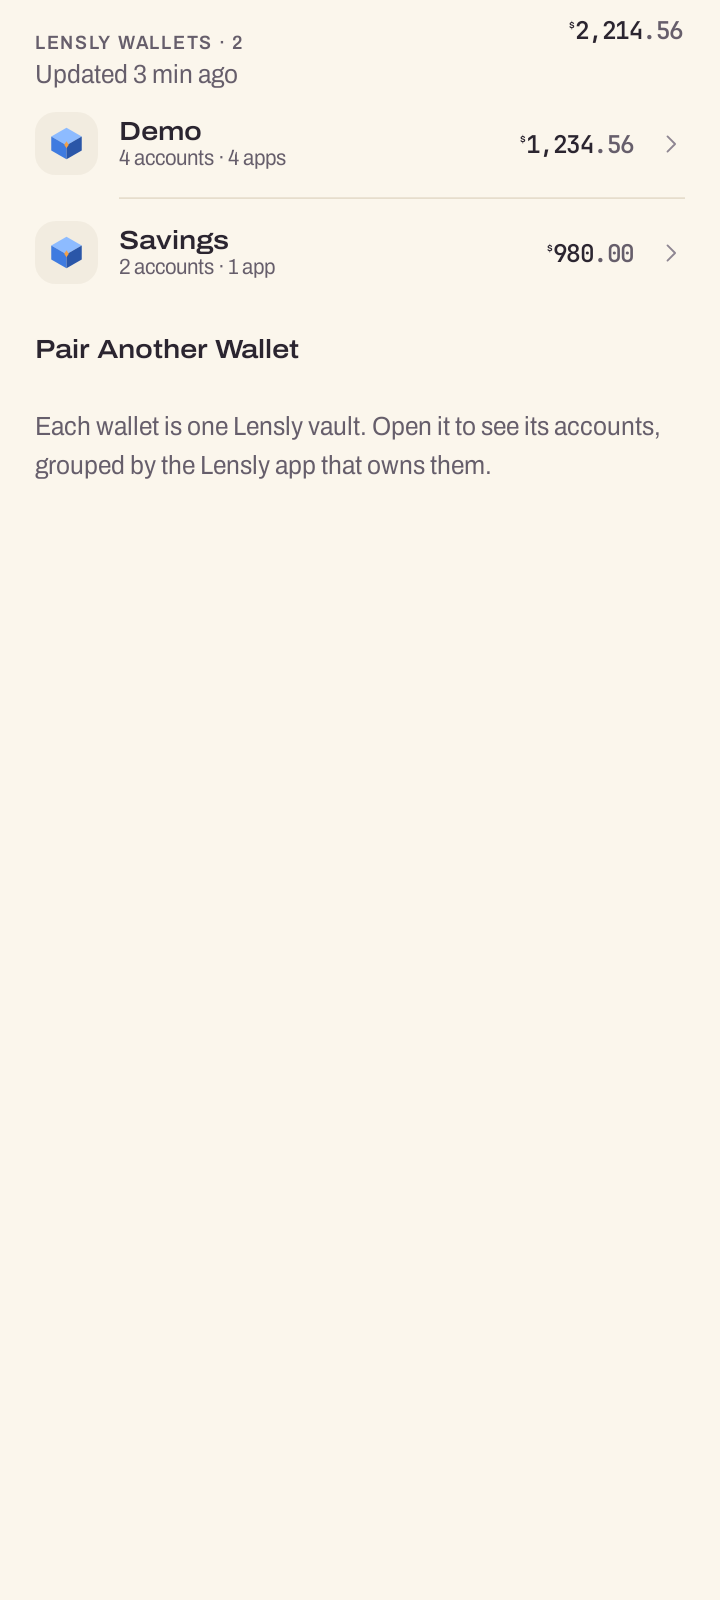 LENSLY WALLETS · 2
$2,214.56
Updated 3 min ago
Demo
4 accounts · 4 apps
$1,234.56
Savings
2 accounts · 1 app
$980.00
Pair Another Wallet
Each wallet is one Lensly vault. Open it to see its accounts,
grouped by the Lensly app that owns them.